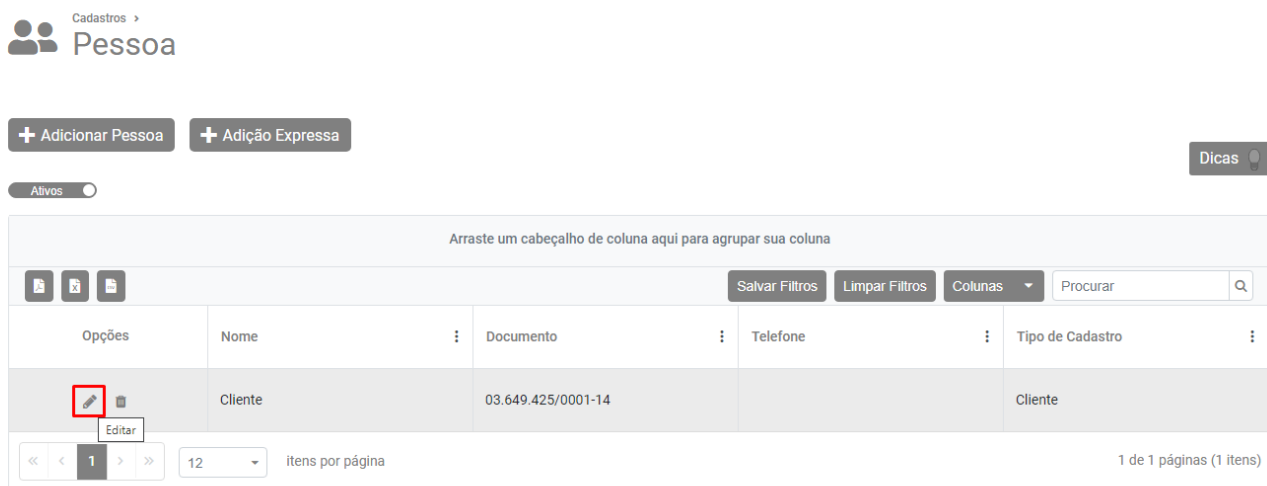 Cadastros ›
Pessoa
Adicionar Pessoa
Adição Expressa
Dicas
Ativos
Arraste um cabeçalho de coluna aqui para agrupar sua coluna
Salvar Filtros Limpar Filtros Colunas Procurar
Opções Nome Documento Telefone Tipo de Cadastro
Cliente 03.649.425/0001-14 Cliente
Editar
« ‹ 1 › » 12 itens por página 1 de 1 páginas (1 itens)